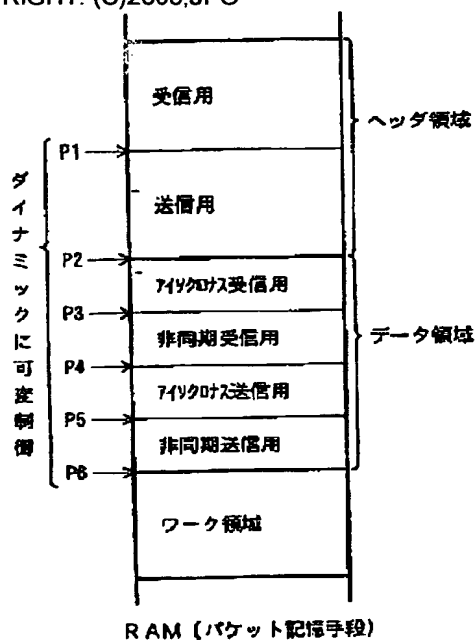 RIGHT: (C)2003,JPO
受信用
ヘッダ領域
P1
送信用
ダイナミックに可変制御
P2
アイソクロナス受信用
P3
非同期受信用
データ領域
P4
アイソクロナス送信用
P5
非同期送信用
P6
ワーク領域
RAM (パケット記憶手段)